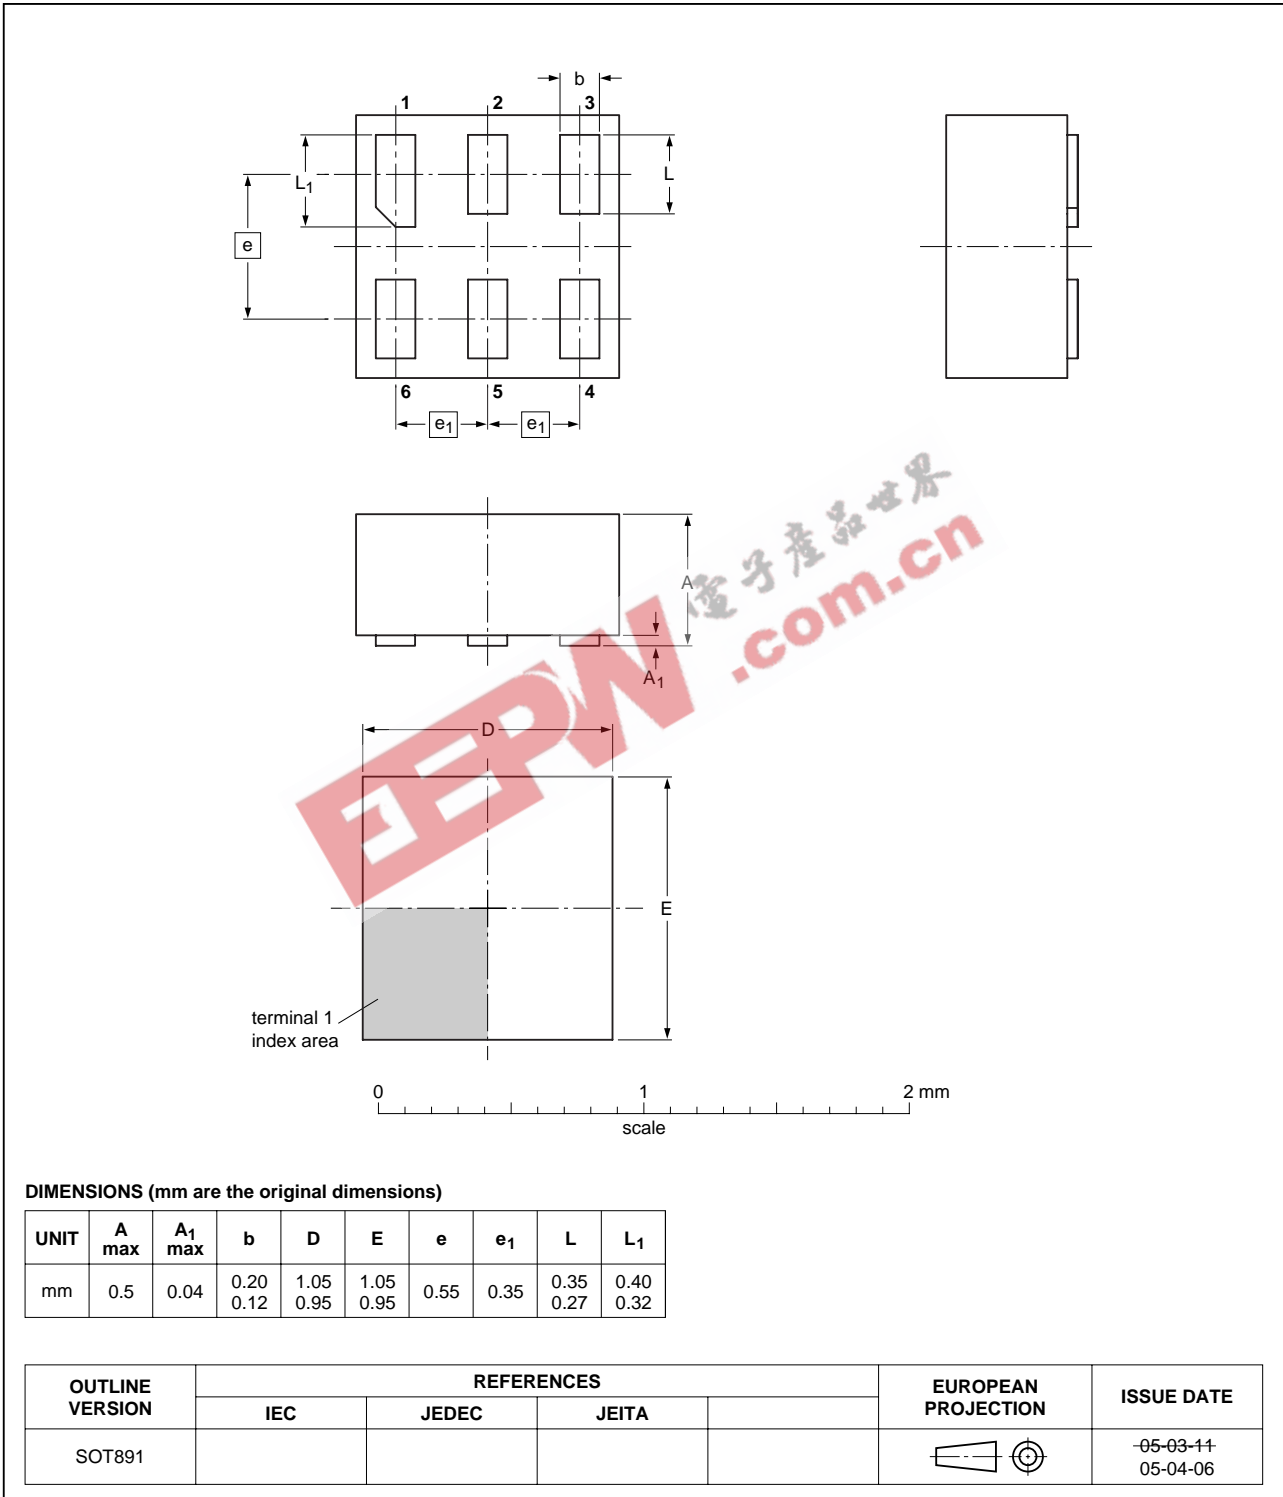 b
1 2 3
L1
L
e
6 5 4
e1 e1
A
A1
D
E
terminal 1
index area
0 1 2 mm
scale
EEPW 電子產品世界
.com.cn
DIMENSIONS (mm are the original dimensions)
UNIT A max A1 max b D E e e1 L L1
mm 0.5 0.04 0.20 0.12 1.05 0.95 1.05 0.95 0.55 0.35 0.35 0.27 0.40 0.32
OUTLINE VERSION REFERENCES EUROPEAN PROJECTION ISSUE DATE
IEC JEDEC JEITA
SOT891 05-03-11
05-04-06